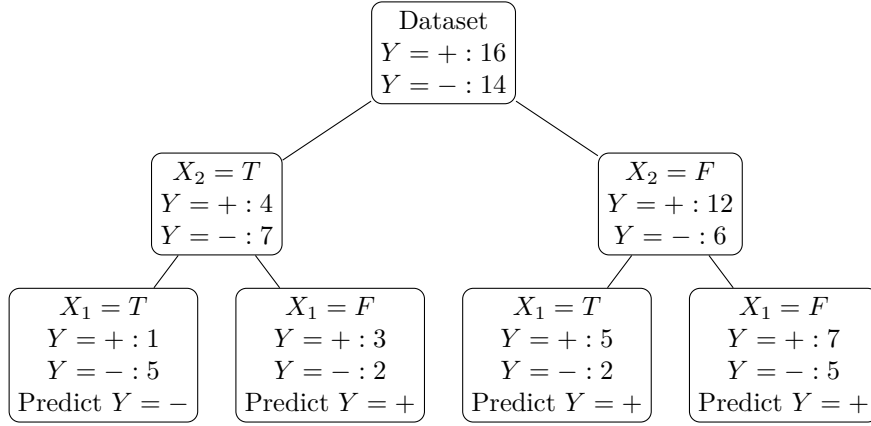 Dataset
Y = + : 16
Y = − : 14
X₂ = T
Y = + : 4
Y = − : 7
X₂ = F
Y = + : 12
Y = − : 6
X₁ = T
Y = + : 1
Y = − : 5
Predict Y = −
X₁ = F
Y = + : 3
Y = − : 2
Predict Y = +
X₁ = T
Y = + : 5
Y = − : 2
Predict Y = +
X₁ = F
Y = + : 7
Y = − : 5
Predict Y = +